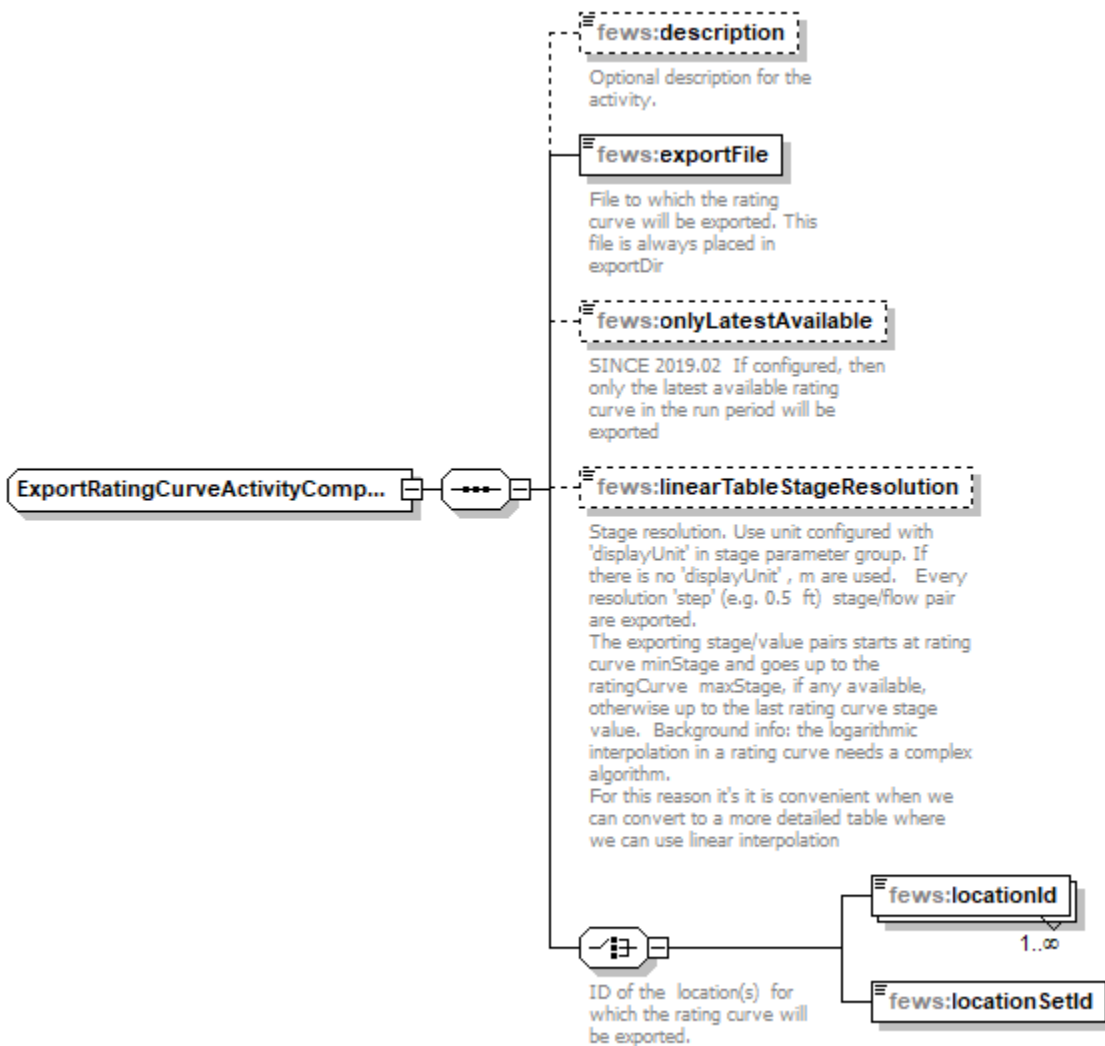 fews:description
Optional description for the
activity.
fews:exportFile
File to which the rating
curve will be exported. This
file is always placed in
exportDir
fews:onlyLatestAvailable
SINCE 2019.02  If configured, then
only the latest available rating
curve in the run period will be
exported
ExportRatingCurveActivityComp...
fews:linearTableStageResolution
Stage resolution. Use unit configured with
'displayUnit' in stage parameter group. If
there is no 'displayUnit' , m are used.   Every
resolution 'step' (e.g. 0.5  ft)  stage/flow pair
are exported.
The exporting stage/value pairs starts at rating
curve minStage and goes up to the
ratingCurve  maxStage, if any available,
otherwise up to the last rating curve stage
value.  Background info: the logarithmic
interpolation in a rating curve needs a complex
algorithm.
For this reason it's it is convenient when we
can convert to a more detailed table where
we can use linear interpolation
fews:locationId
1..∞
ID of the  location(s)  for
which the rating curve will
be exported.
fews:locationSetId